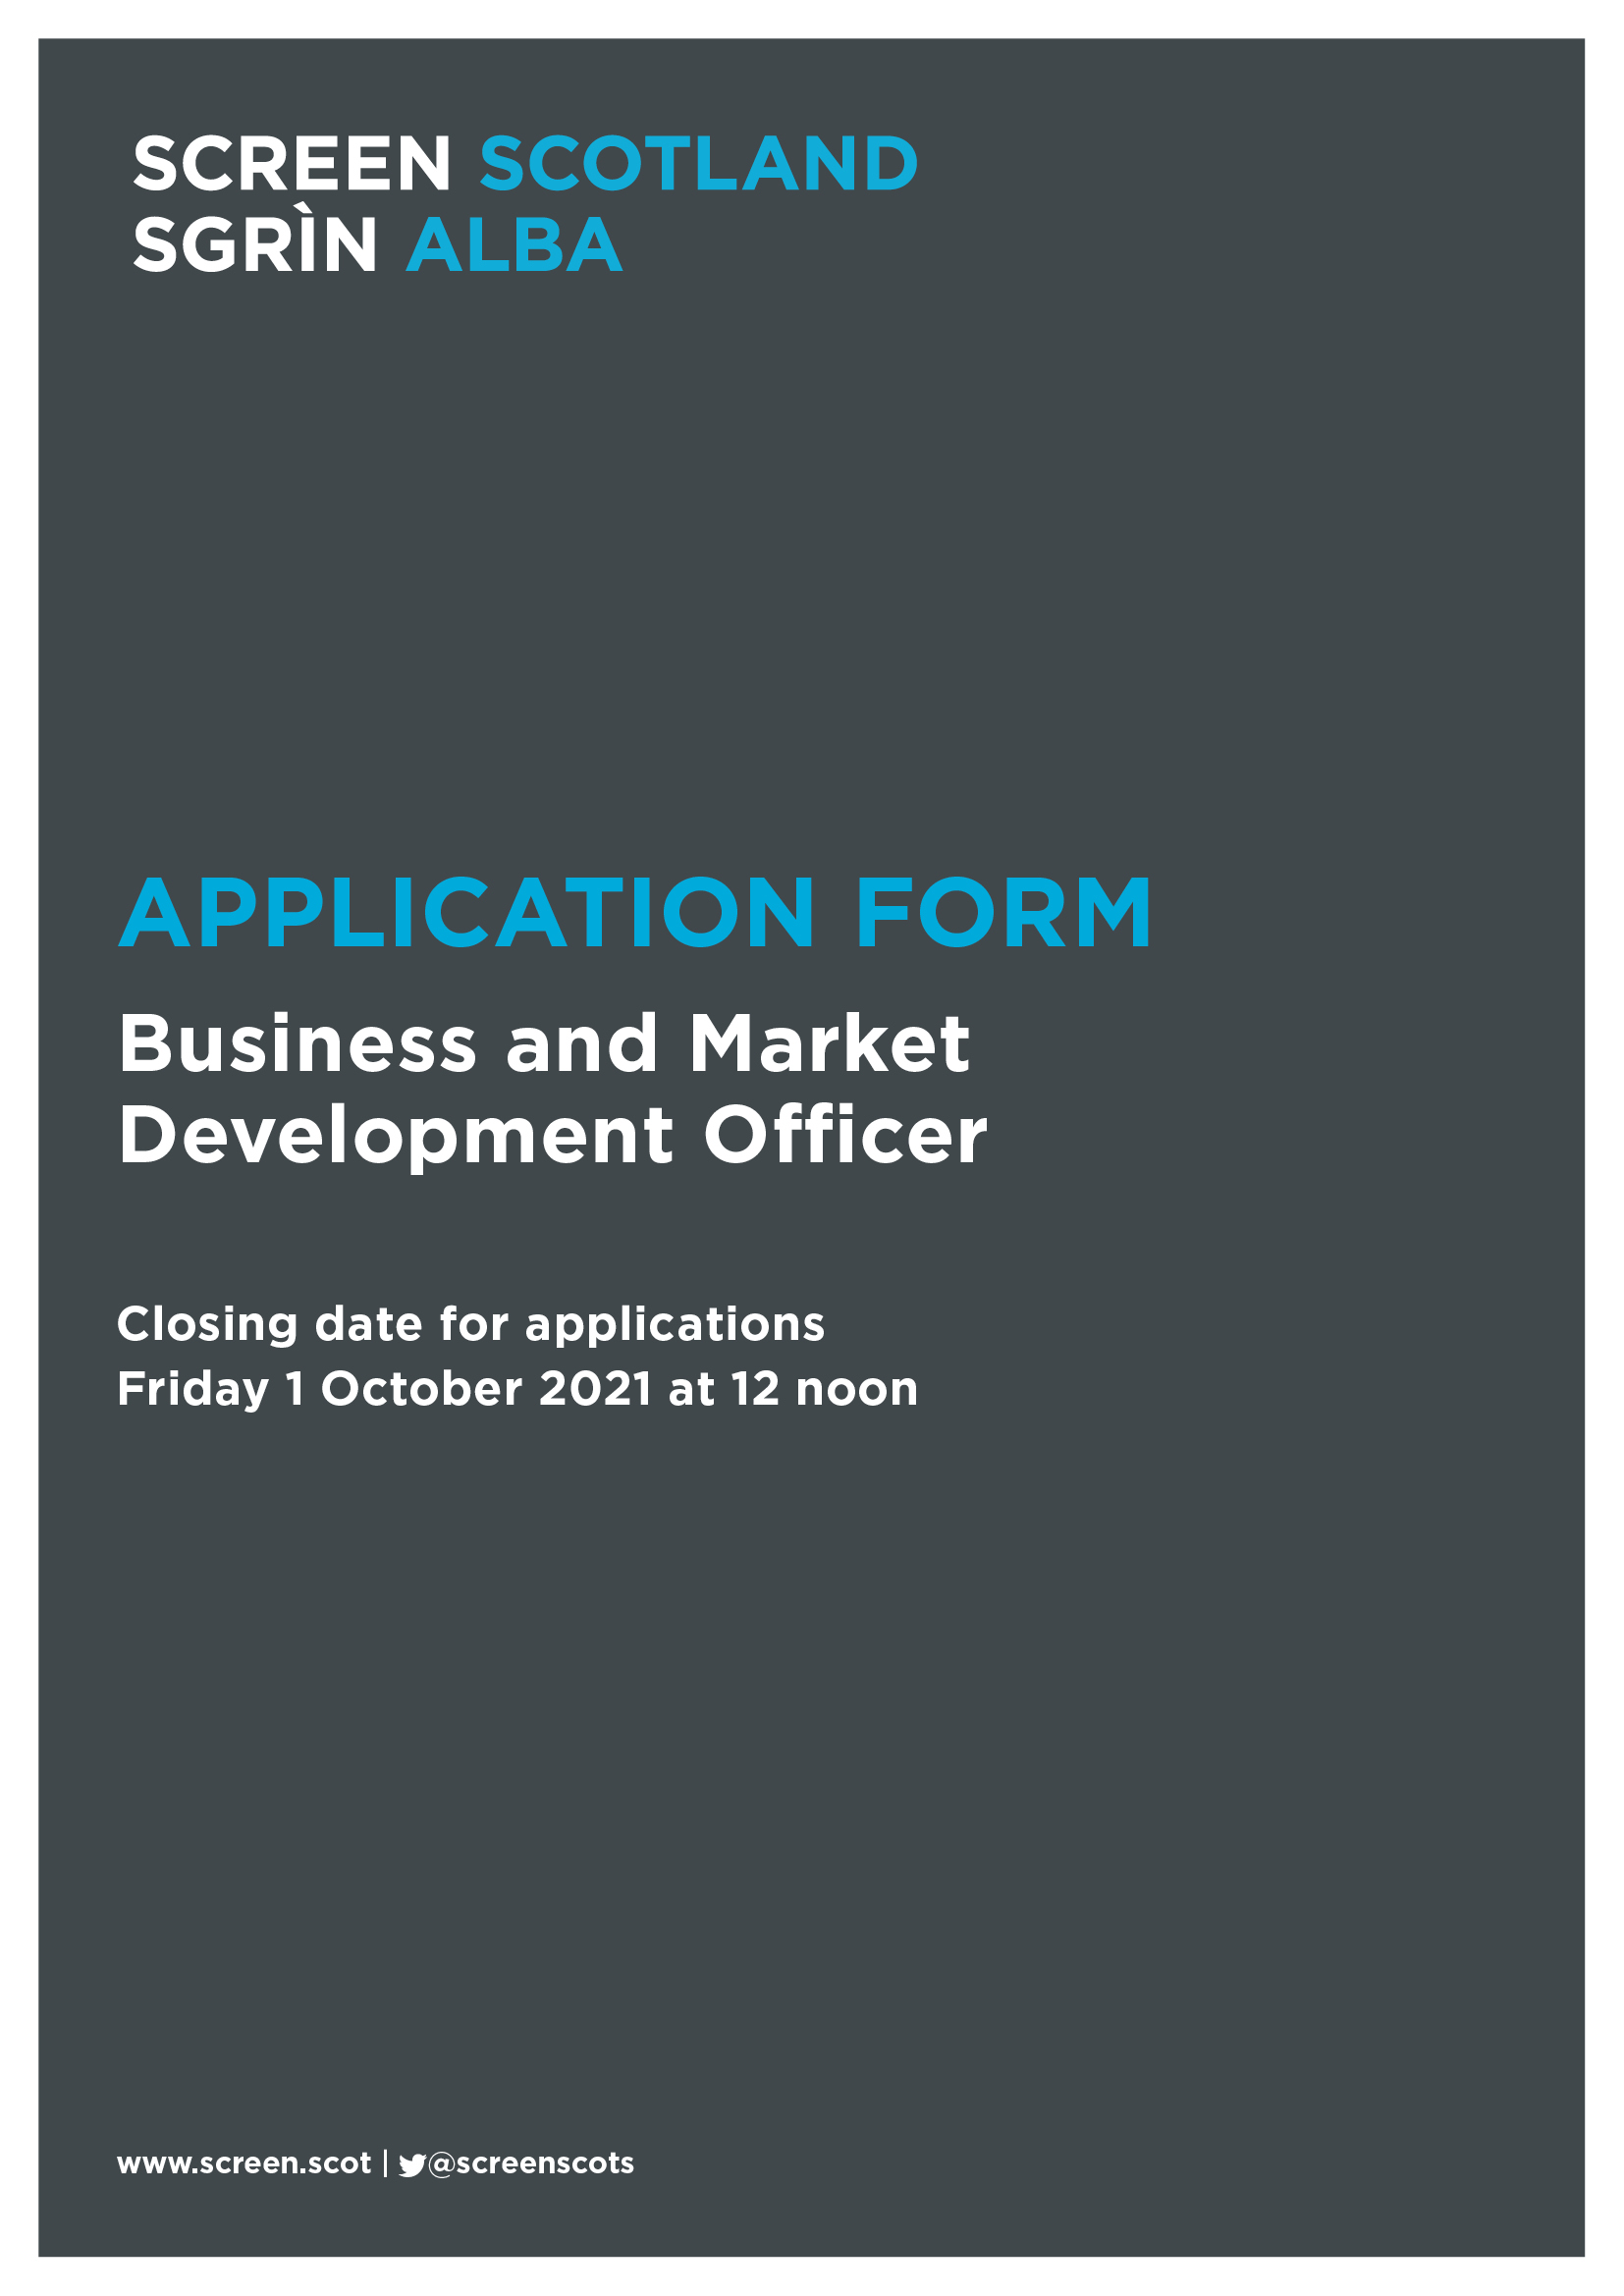 SCREEN SCOTLAND
SGRÌN ALBA
APPLICATION FORM
Business and Market
Development Officer
Closing date for applications
Friday 1 October 2021 at 12 noon
www.screen.scot | @screenscots